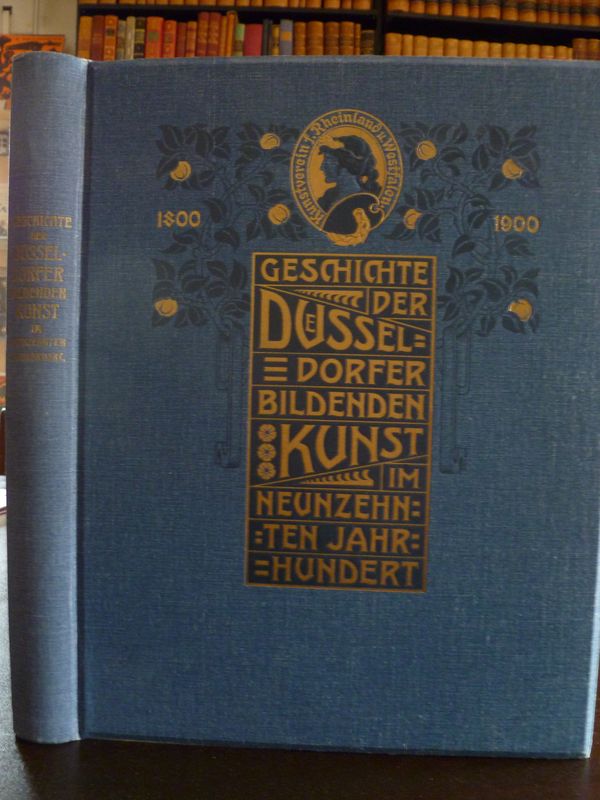 Kunstverein f. Rheinland u. Westfalen
1800
1900
GESCHICHTE
DER
DUESSEL=
DORFER
BILDENDEN
KUNST
IM
NEUNZEHN=
TEN JAHR=
HUNDERT
GESCHICHTE
DER
DÜSSEL-
DORFER
BILDENDEN
KUNST
IM